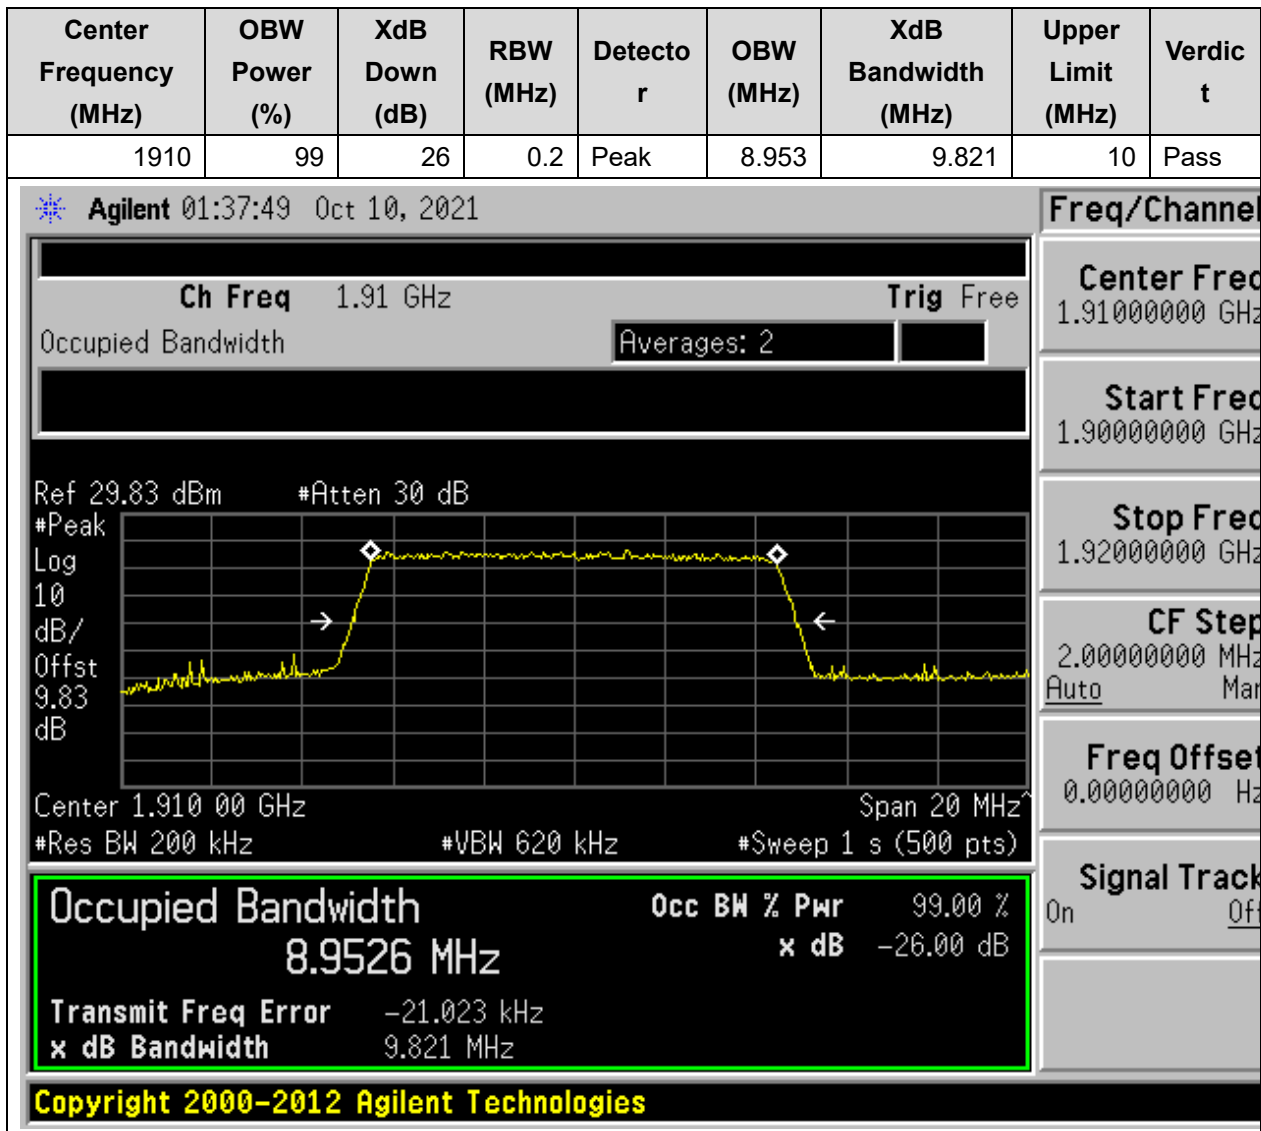 Center Frequency (MHz) OBW Power (%) XdB Down (dB) RBW (MHz) Detector OBW (MHz) XdB Bandwidth (MHz) Upper Limit (MHz) Verdict
1910 99 26 0.2 Peak 8.953 9.821 10 Pass
Agilent 01:37:49 Oct 10, 2021
Freq/Channel
Ch Freq 1.91 GHz Trig Free
Occupied Bandwidth Averages: 2
Center Freq
1.91000000 GHz
Start Freq
1.90000000 GHz
Stop Freq
1.92000000 GHz
CF Step
2.00000000 MHz
Auto Man
Freq Offset
0.00000000 Hz
Signal Track
On Off
Ref 29.83 dBm #Atten 30 dB
#Peak
Log
10
dB/
Offst
9.83
dB
Center 1.910 00 GHz Span 20 MHz^
#Res BW 200 kHz #VBW 620 kHz #Sweep 1 s (500 pts)
Occupied Bandwidth
8.9526 MHz
Occ BW % Pwr 99.00 %
x dB -26.00 dB
Transmit Freq Error -21.023 kHz
x dB Bandwidth 9.821 MHz
Copyright 2000-2012 Agilent Technologies